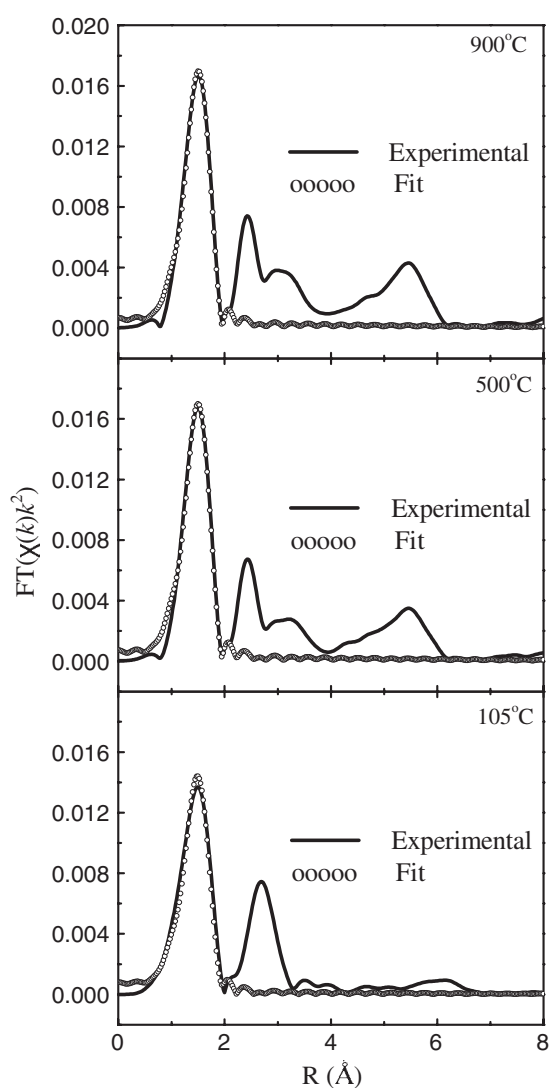 0.020
900°C
0.016
0.012
Experimental
0.008
ooooo Fit
0.004
0.000
500°C
0.016
0.012
Experimental
0.008
ooooo Fit
0.004
0.000
FT(χ(k)k²)
105°C
0.016
0.012
Experimental
0.008
ooooo Fit
0.004
0.000
0 2 4 6 8
R (Å)